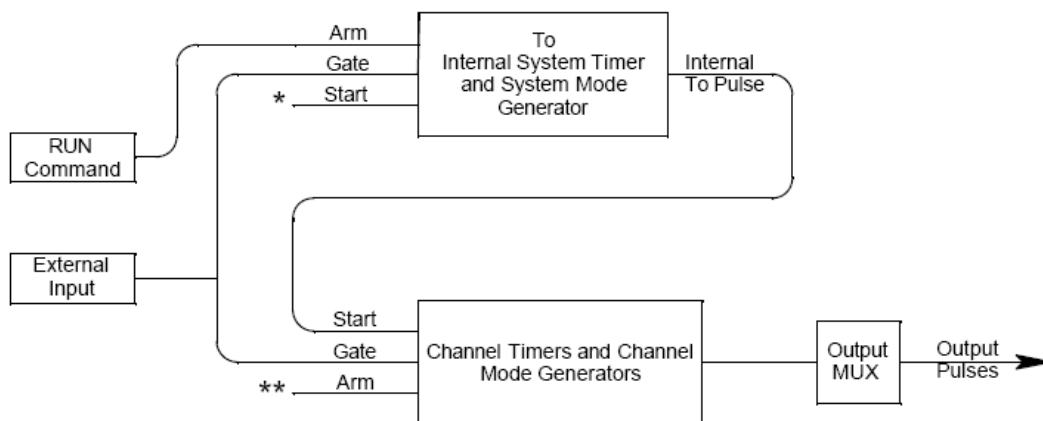 Arm
Gate
* Start
To
Internal System Timer
and System Mode
Generator
Internal
To Pulse
RUN
Command
External
Input
Start
Gate
** Arm
Channel Timers and Channel
Mode Generators
Output
MUX
Output
Pulses